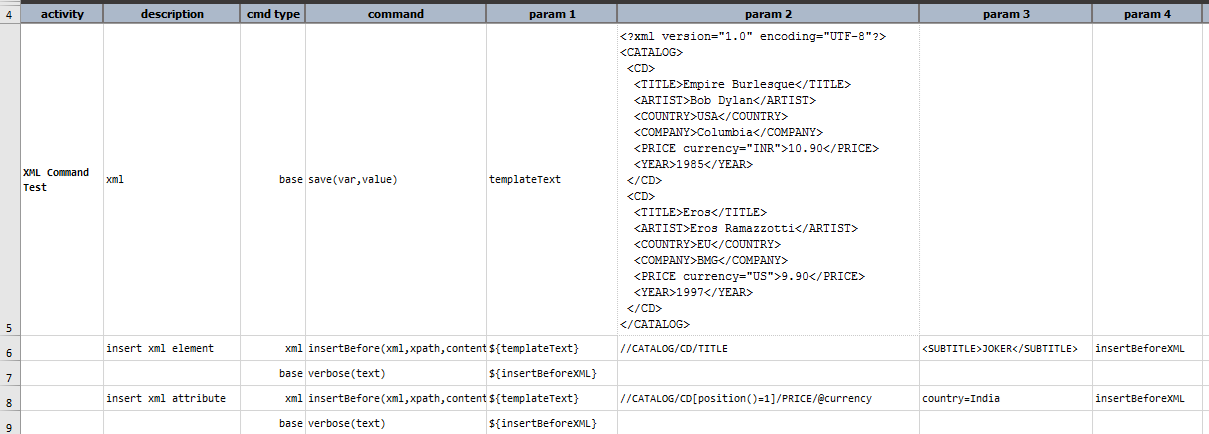 4 activity description cmd type command param 1 param 2 param 3 param 4
<?xml version="1.0" encoding="UTF-8"?>
<CATALOG>
<CD>
<TITLE>Empire Burlesque</TITLE>
<ARTIST>Bob Dylan</ARTIST>
<COUNTRY>USA</COUNTRY>
<COMPANY>Columbia</COMPANY>
<PRICE currency="INR">10.90</PRICE>
<YEAR>1985</YEAR>
XML Command
Test
xml base save(var,value) templateText
</CD>
<CD>
<TITLE>Eros</TITLE>
<ARTIST>Eros Ramazzotti</ARTIST>
<COUNTRY>EU</COUNTRY>
<COMPANY>BMG</COMPANY>
<PRICE currency="US">9.90</PRICE>
<YEAR>1997</YEAR>
</CD>
5 </CATALOG>
6 insert xml element xml insertBefore(xml,xpath,content ${templateText} //CATALOG/CD/TITLE <SUBTITLE>JOKER</SUBTITLE> insertBeforeXML
7 base verbose(text) ${insertBeforeXML}
8 insert xml attribute xml insertBefore(xml,xpath,content ${templateText} //CATALOG/CD[position()=1]/PRICE/@currency country=India insertBeforeXML
9 base verbose(text) ${insertBeforeXML}